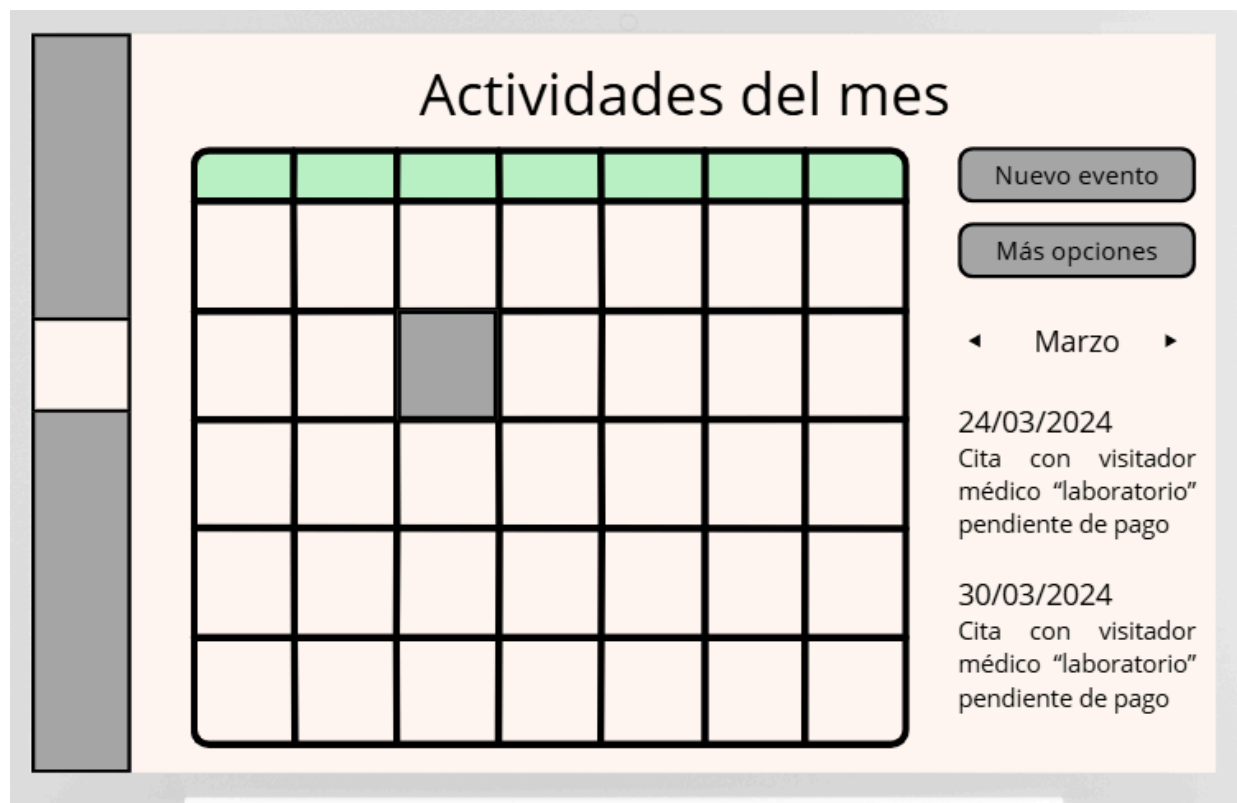 Actividades del mes
Nuevo evento
Más opciones
Marzo
24/03/2024
Cita con visitador
médico “laboratorio”
pendiente de pago
30/03/2024
Cita con visitador
médico “laboratorio”
pendiente de pago